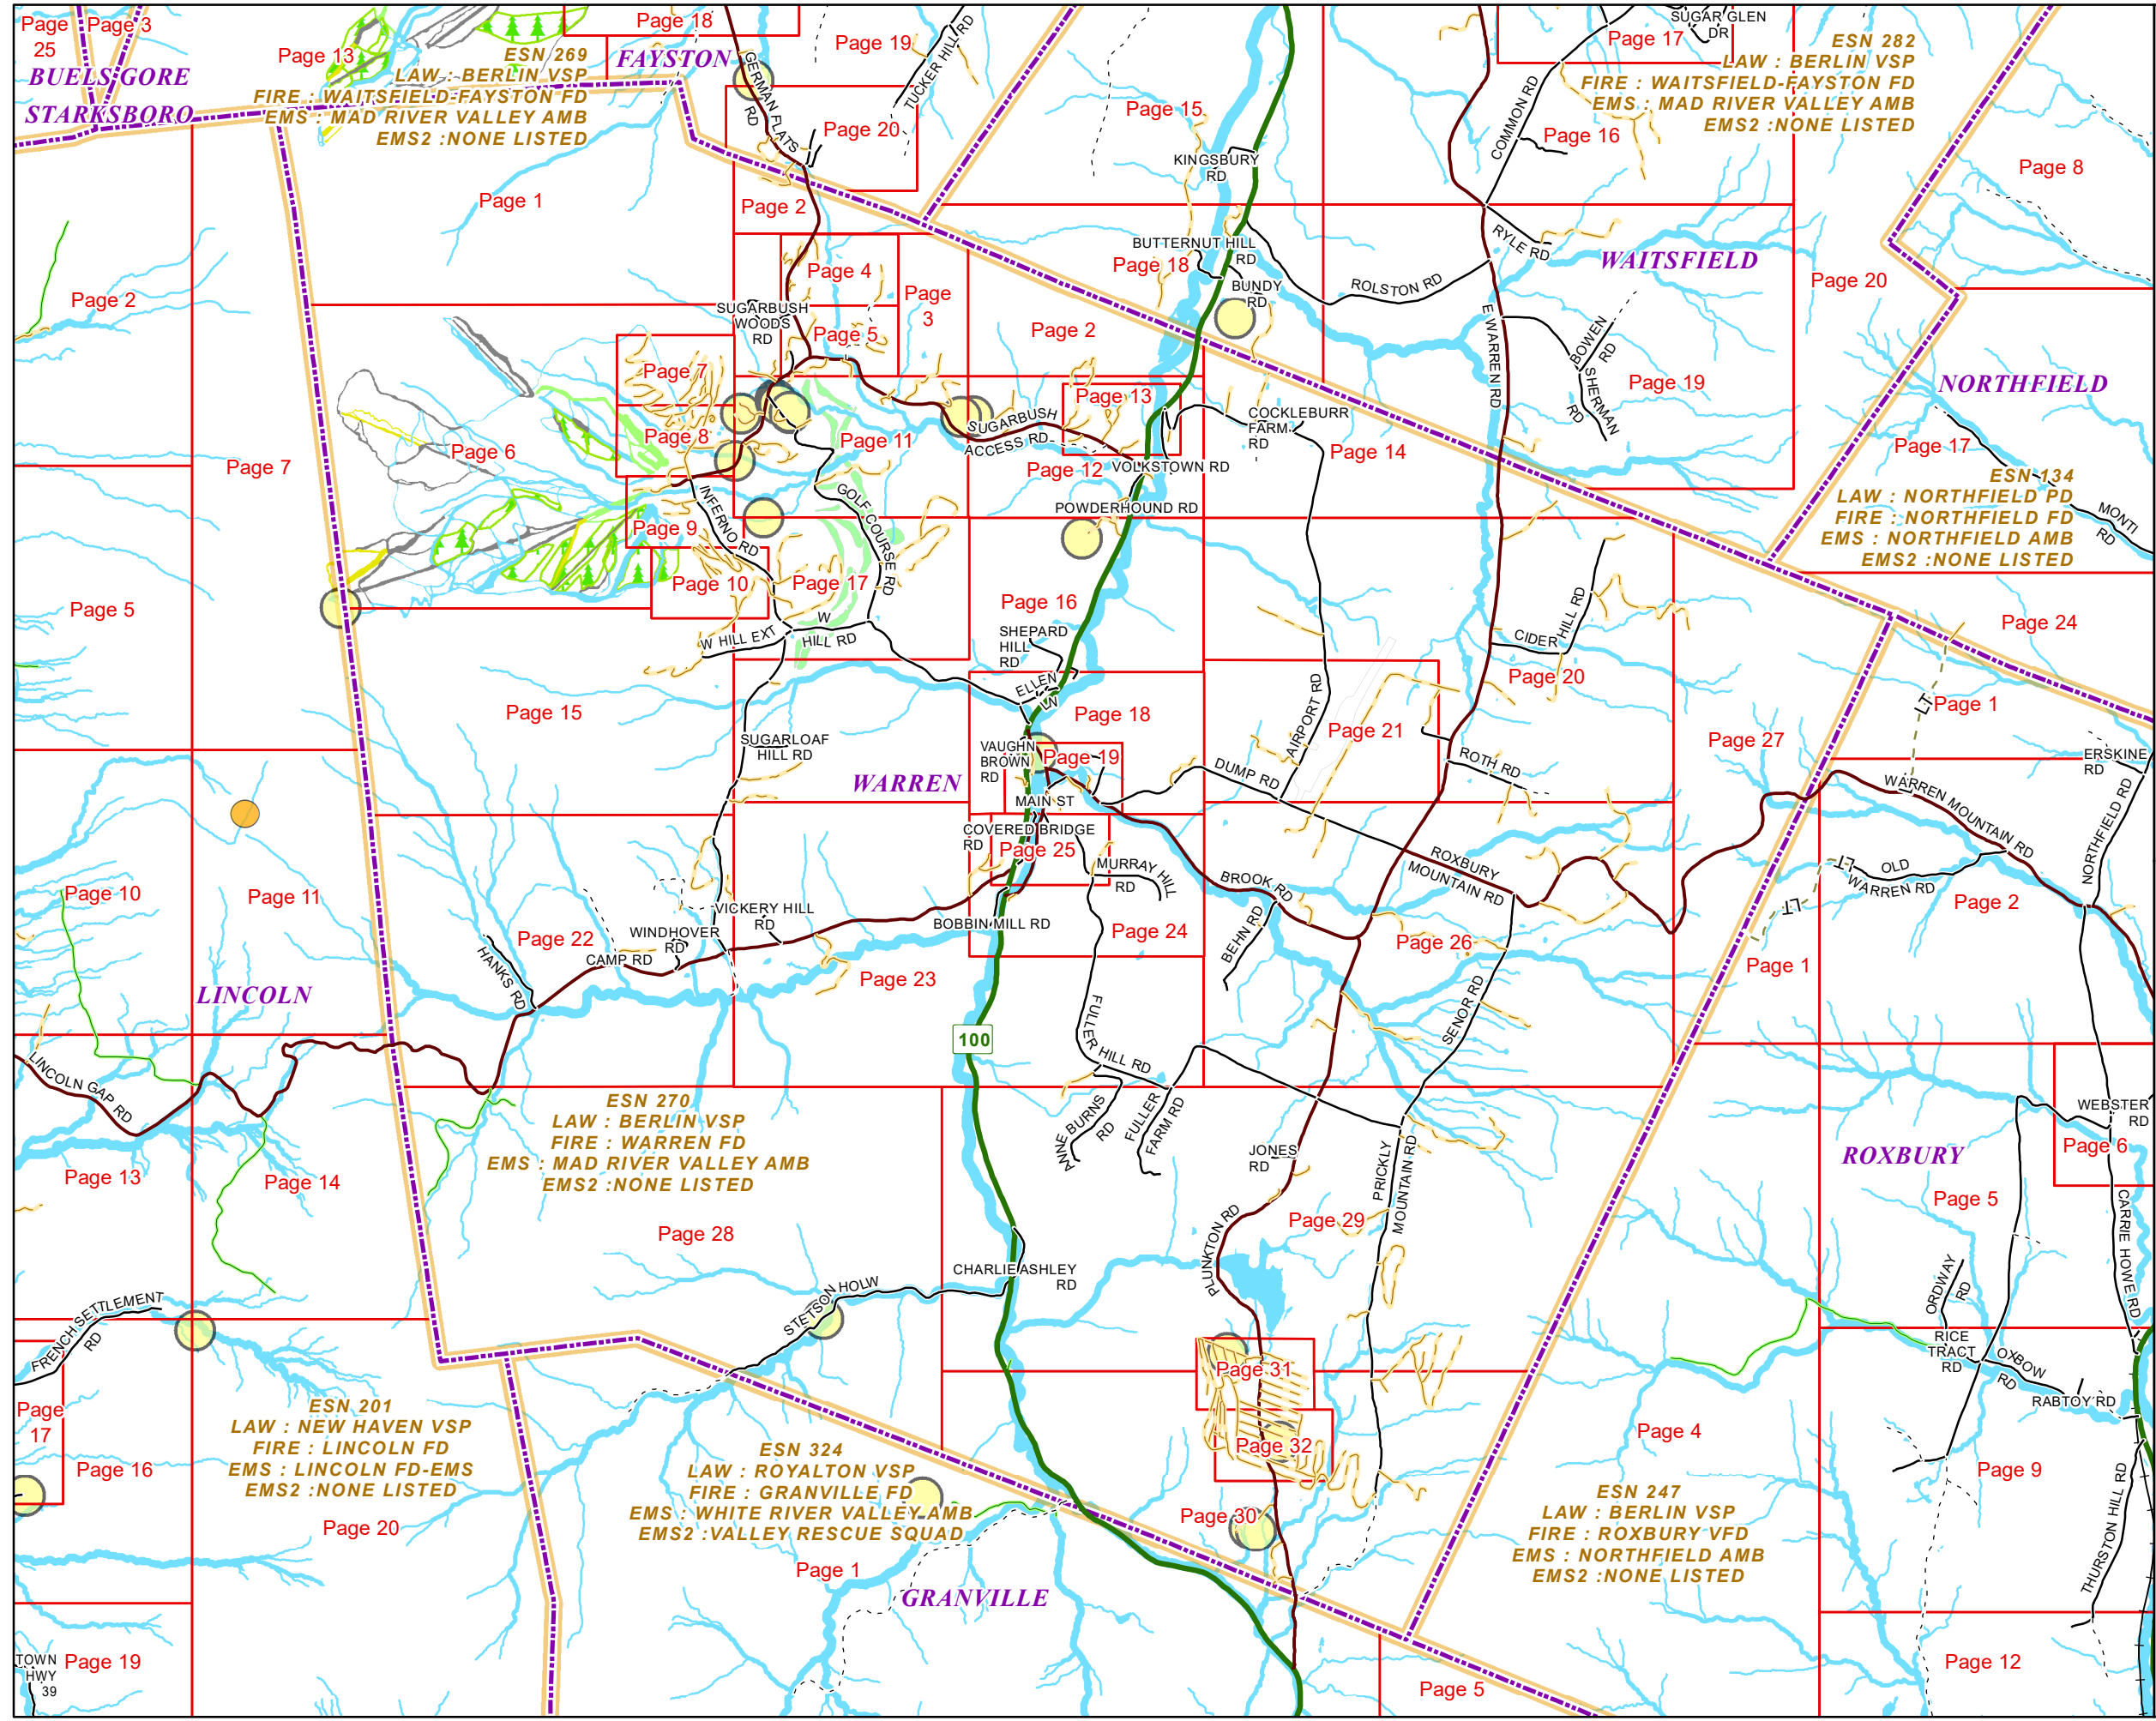 Page
25
Page 3
BUELS GORE
STARKSBORO
Page 13
ESN 269
LAW : BERLIN VSP
FIRE : WAITSFIELD-FAYSTON FD
EMS : MAD RIVER VALLEY AMB
EMS2 :NONE LISTED
FAYSTON
Page 18
GERMAN FLATS
RD
Page 19
TUCKER HILL RD
Page 20
Page 15
KINGSBURY
RD
SUGAR GLEN
DR
Page 17
ESN 282
LAW : BERLIN VSP
FIRE : WAITSFIELD-FAYSTON FD
EMS : MAD RIVER VALLEY AMB
EMS2 :NONE LISTED
COMMON RD
Page 16
Page 8
Page 1
Page 2
BUTTERNUT HILL
RD
Page 18
BUNDY
RD
ROLSTON RD
RYLE RD
WAITSFIELD
Page 20
Page 2
Page 4
Page
3
SUGARBUSH
WOODS
RD
Page 5
Page 2
E WARREN RD
BOWEN
RD
SHERMAN
RD
Page 19
NORTHFIELD
Page 7
Page 13
Page 8
Page 6
Page 7
Page 11
SUGARBUSH
ACCESS RD
Page 12
COCKLEBURR
FARM
RD
Page 14
VOLKSTOWN RD
POWDERHOUND RD
Page 17
ESN 134
LAW : NORTHFIELD PD
FIRE : NORTHFIELD FD
EMS : NORTHFIELD AMB
EMS2 :NONE LISTED
MONTI
RD
Page 9
INFERNO RD
GOLF COURSE RD
Page 10
Page 17
Page 5
Page 16
SHEPARD
HILL
RD
W HILL EXT
W
HILL RD
CIDER HILL RD
Page 24
Page 20
ELLEN
LN
Page 15
Page 18
AIRPORT RD
Page 21
Page 27
LT
Page 1
SUGARLOAF
HILL RD
VAUGHN
BROWN
RD
Page 19
DUMP RD
ROTH RD
ERSKINE
RD
WARREN
MAIN ST
WARREN MOUNTAIN RD
NORTHFIELD RD
COVERED BRIDGE
RD
Page 25
MURRAY HILL
RD
ROXBURY
MOUNTAIN RD
LT
OLD
WARREN RD
LT
Page 2
Page 10
Page 11
BROOK RD
BEHN RD
VICKERY HILL
RD
BOBBIN MILL RD
Page 24
Page 26
Page 22
WINDHOVER
RD
CAMP RD
HANKS RD
Page 23
Page 1
LINCOLN
SENOR RD
100
FULLER HILL RD
LINCOLN GAP RD
ANNE BURNS
RD
FULLER
FARM RD
WEBSTER
RD
Page 6
ESN 270
LAW : BERLIN VSP
FIRE : WARREN FD
EMS : MAD RIVER VALLEY AMB
EMS2 :NONE LISTED
JONES
RD
PRICKLY
MOUNTAIN RD
ROXBURY
Page 13
Page 14
Page 5
Page 28
PLUNKTON RD
Page 29
CARRIE HOWE RD
CHARLIE ASHLEY
RD
STETSON HOLW
ORDWAY
RD
FRENCH SETTLEMENT
RD
RICE
TRACT
RD
OXBOW
RD
RABTOY RD
Page 31
Page
17
Page 16
ESN 201
LAW : NEW HAVEN VSP
FIRE : LINCOLN FD
EMS : LINCOLN FD-EMS
EMS2 :NONE LISTED
Page 20
ESN 324
LAW : ROYALTON VSP
FIRE : GRANVILLE FD
EMS : WHITE RIVER VALLEY AMB
EMS2 :VALLEY RESCUE SQUAD
Page 32
Page 30
Page 4
ESN 247
LAW : BERLIN VSP
FIRE : ROXBURY VFD
EMS : NORTHFIELD AMB
EMS2 :NONE LISTED
Page 9
THURSTON HILL RD
Page 1
GRANVILLE
TOWN
HWY
39
Page 19
Page 5
Page 12